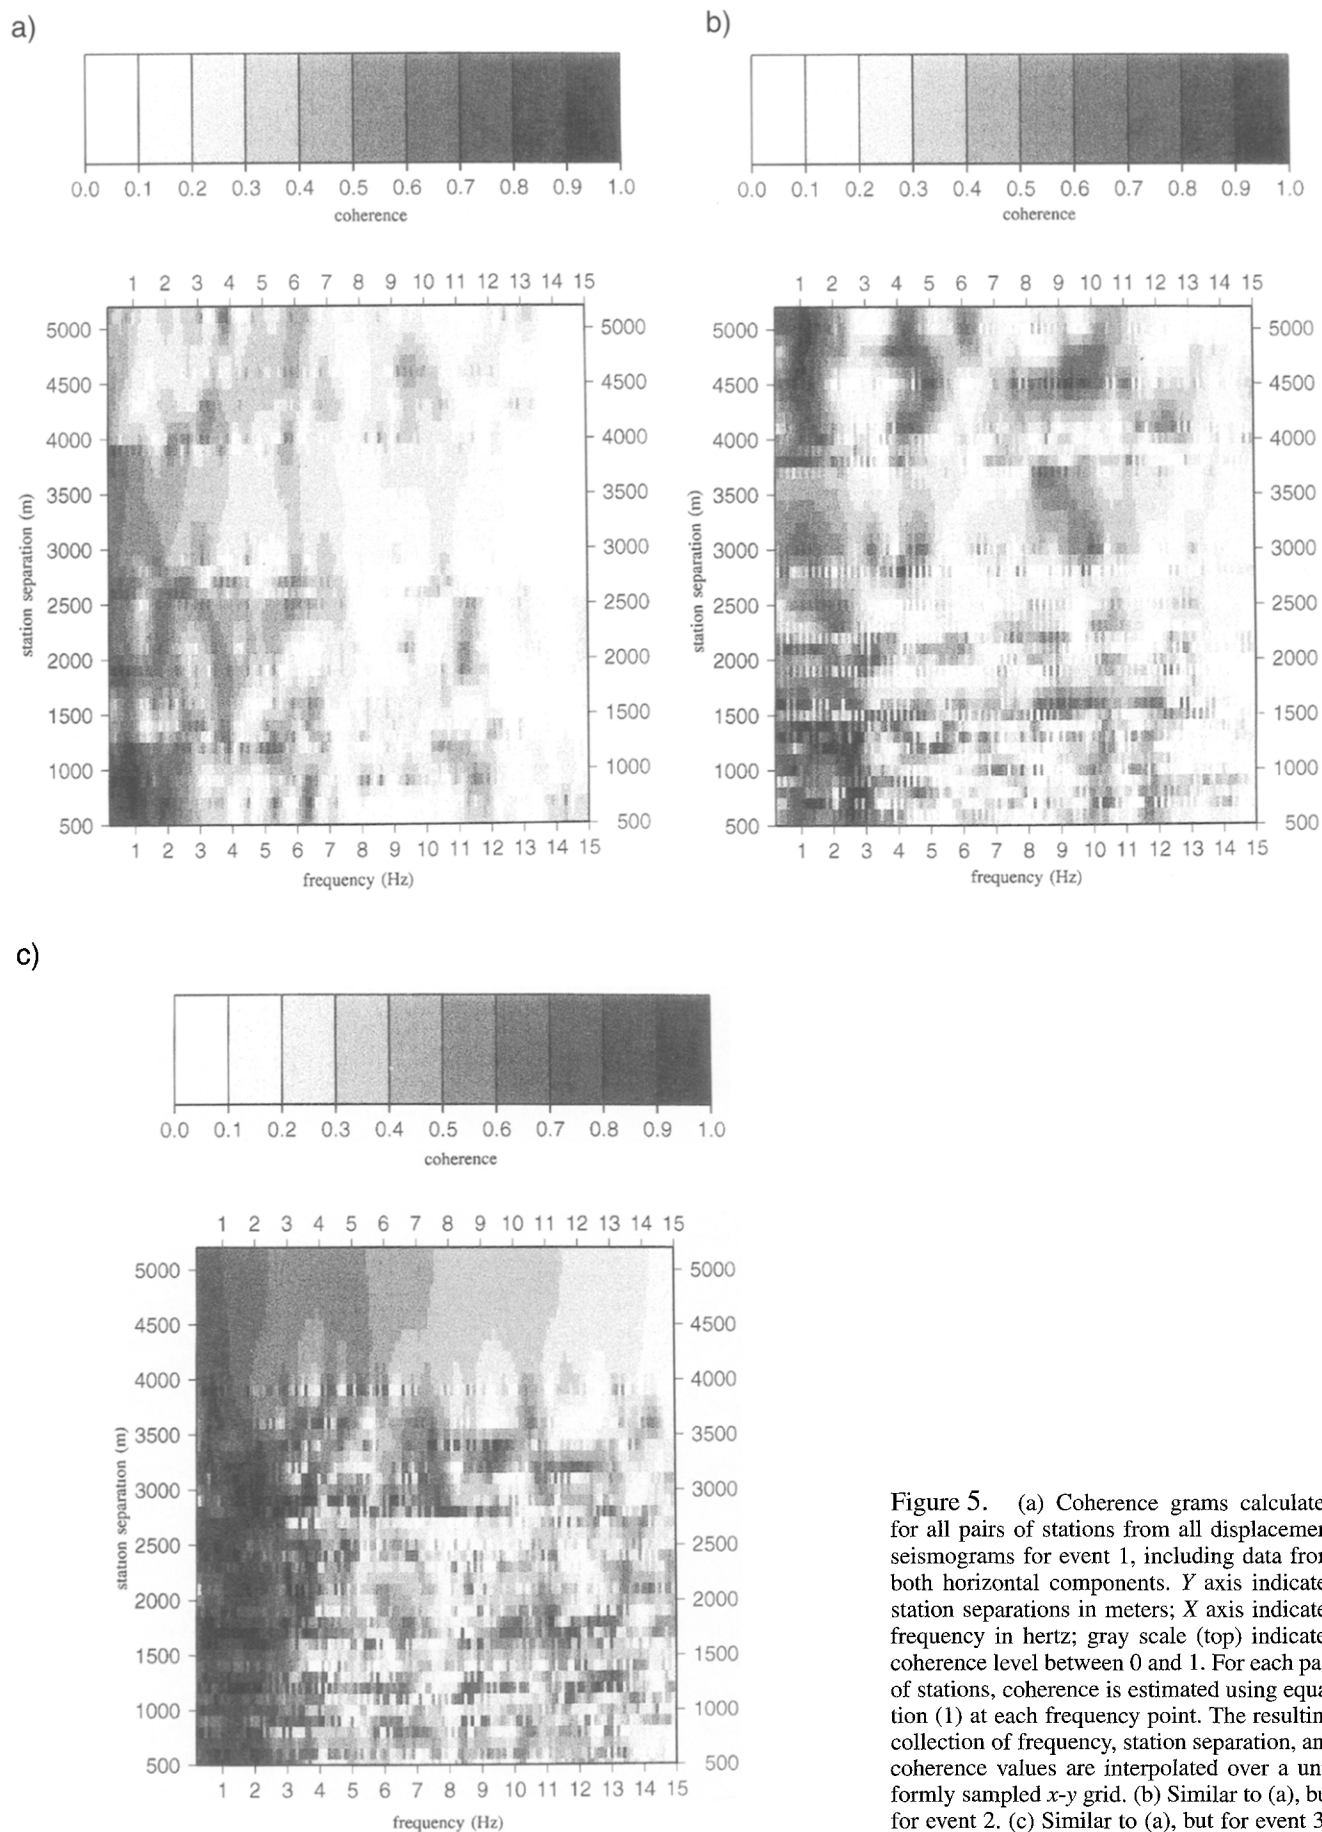 a)
0.0 0.1 0.2 0.3 0.4 0.5 0.6 0.7 0.8 0.9 1.0
coherence
1 2 3 4 5 6 7 8 9 10 11 12 13 14 15
5000 5000
4500 4500
4000 4000
3500 3500
3000 3000
2500 2500
2000 2000
1500 1500
1000 1000
500 500
station separation (m)
1 2 3 4 5 6 7 8 9 10 11 12 13 14 15
frequency (Hz)
b)
0.0 0.1 0.2 0.3 0.4 0.5 0.6 0.7 0.8 0.9 1.0
coherence
1 2 3 4 5 6 7 8 9 10 11 12 13 14 15
5000 5000
4500 4500
4000 4000
3500 3500
3000 3000
2500 2500
2000 2000
1500 1500
1000 1000
500 500
station separation (m)
1 2 3 4 5 6 7 8 9 10 11 12 13 14 15
frequency (Hz)
c)
0.0 0.1 0.2 0.3 0.4 0.5 0.6 0.7 0.8 0.9 1.0
coherence
1 2 3 4 5 6 7 8 9 10 11 12 13 14 15
5000 5000
4500 4500
4000 4000
3500 3500
3000 3000
2500 2500
2000 2000
1500 1500
1000 1000
500 500
station separation (m)
1 2 3 4 5 6 7 8 9 10 11 12 13 14 15
frequency (Hz)
Figure 5. (a) Coherence grams calculate
for all pairs of stations from all displacemen
seismograms for event 1, including data from
both horizontal components. Y axis indicate
station separations in meters; X axis indicate
frequency in hertz; gray scale (top) indicate
coherence level between 0 and 1. For each pa
of stations, coherence is estimated using equa
tion (1) at each frequency point. The resultin
collection of frequency, station separation, an
coherence values are interpolated over a un
formly sampled x-y grid. (b) Similar to (a), bu
for event 2. (c) Similar to (a), but for event 3